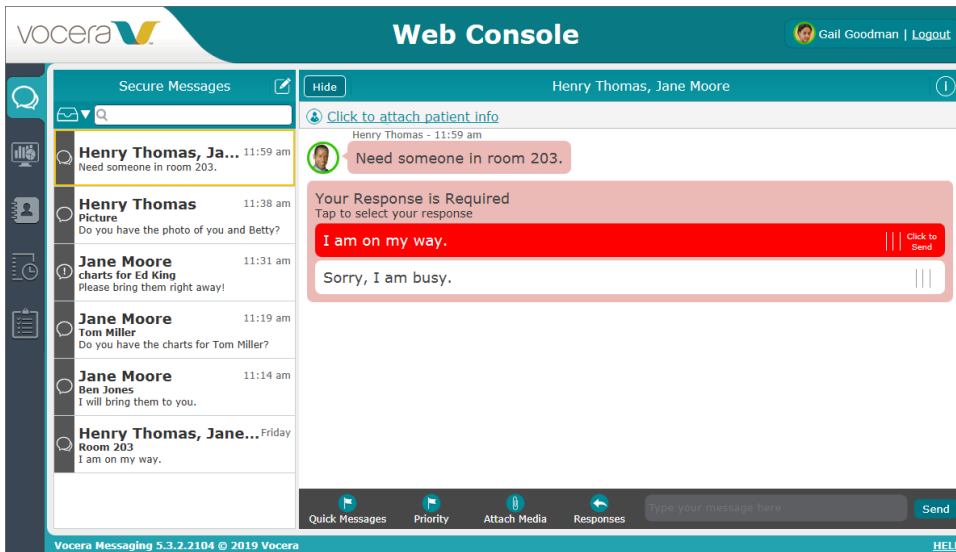 vocera
Web Console
Gail Goodman | Logout
Secure Messages
Hide
Henry Thomas, Jane Moore
Click to attach patient info
Henry Thomas, Ja... 11:59 am
Need someone in room 203.
Henry Thomas 11:38 am
Picture
Do you have the photo of you and Betty?
Jane Moore 11:31 am
charts for Ed King
Please bring them right away!
Jane Moore 11:19 am
Tom Miller
Do you have the charts for Tom Miller?
Jane Moore 11:14 am
Ben Jones
I will bring them to you.
Henry Thomas, Jane... Friday
Room 203
I am on my way.
Henry Thomas - 11:59 am
Need someone in room 203.
Your Response is Required
Tap to select your response
I am on my way.
Click to
Send
Sorry, I am busy.
Quick Messages
Priority
Attach Media
Responses
Type your message here
Send
Vocera Messaging 5.3.2.2104 © 2019 Vocera
HELP